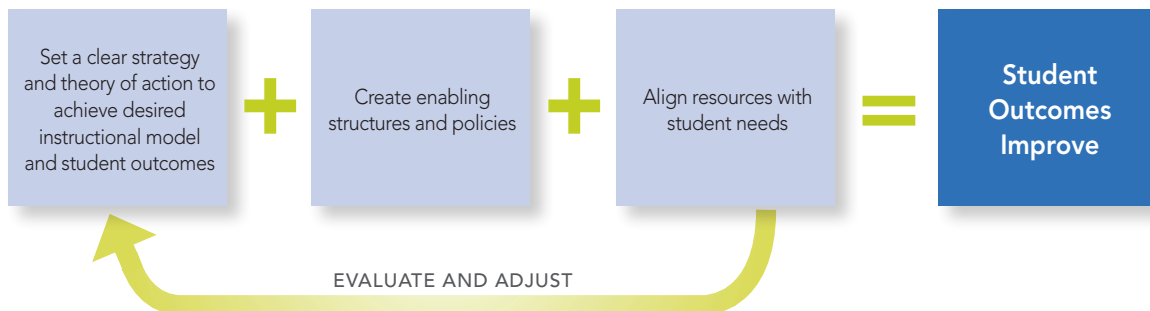 Set a clear strategy
and theory of action to
achieve desired
instructional model
and student outcomes
+
Create enabling
structures and policies
+
Align resources with
student needs
=
Student
Outcomes
Improve
EVALUATE AND ADJUST